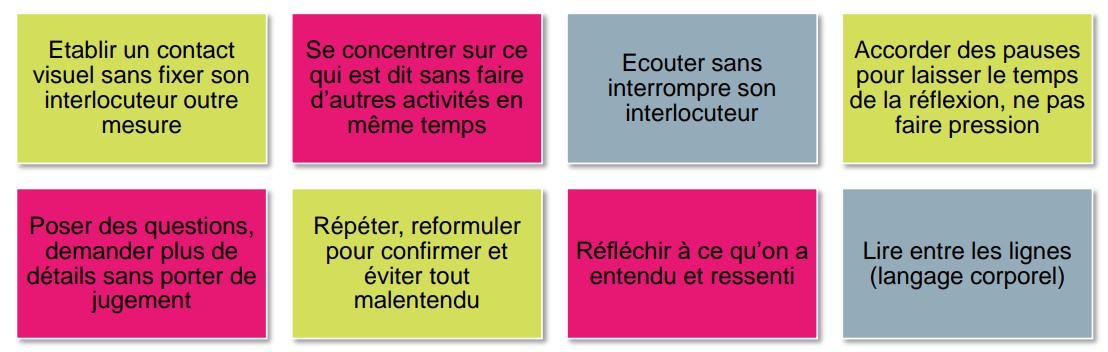 Etablir un contact
visuel sans fixer son
interlocuteur outre
mesure
Se concentrer sur ce
qui est dit sans faire
d'autres activités en
même temps
Ecouter sans
interrompre son
interlocuteur
Accorder des pauses
pour laisser le temps
de la réflexion, ne pas
faire pression
Poser des questions,
demander plus de
détails sans porter de
jugement
Répéter, reformuler
pour confirmer et
éviter tout
malentendu
Réfléchir à ce qu'on a
entendu et ressenti
Lire entre les lignes
(langage corporel)